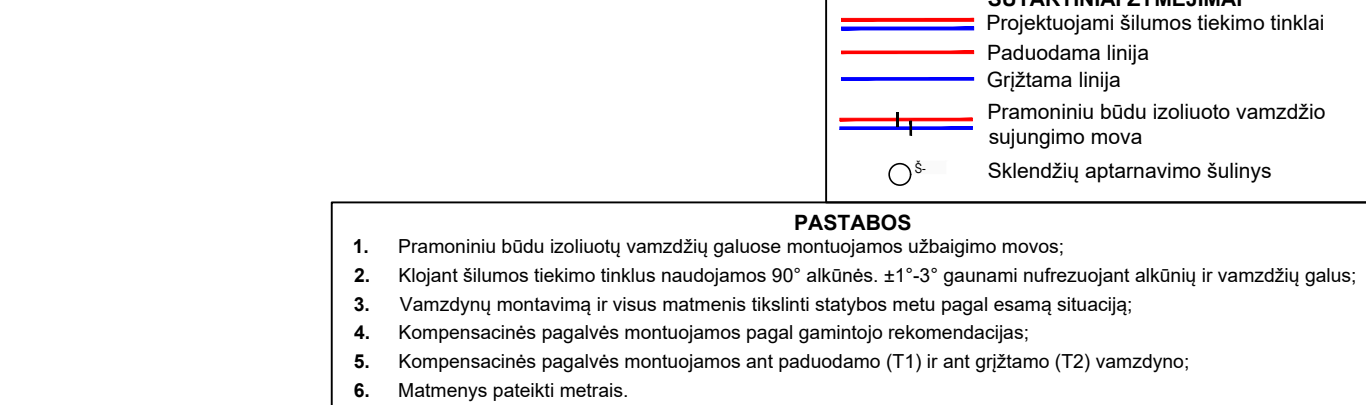 SUTARTINIAI ŽYMĖJIMAI
Projektuojami šilumos tiekimo tinklai
Paduodama linija
Grįžtama linija
Pramoniniu būdu izoliuoto vamzdžio
sujungimo mova
Š-
Sklendžių aptarnavimo šulinys
PASTABOS
1. Pramoniniu būdu izoliuotų vamzdžių galuose montuojamos užbaigimo movos;
2. Klojant šilumos tiekimo tinklus naudojamos 90° alkūnės. ±1°-3° gaunami nufrezuojant alkūnių ir vamzdžių galus;
3. Vamzdynų montavimą ir visus matmenis tikslinti statybos metu pagal esamą situaciją;
4. Kompensacinės pagalvės montuojamos pagal gamintojo rekomendacijas;
5. Kompensacinės pagalvės montuojamos ant paduodamo (T1) ir ant grįžtamo (T2) vamzdyno;
6. Matmenys pateikti metrais.